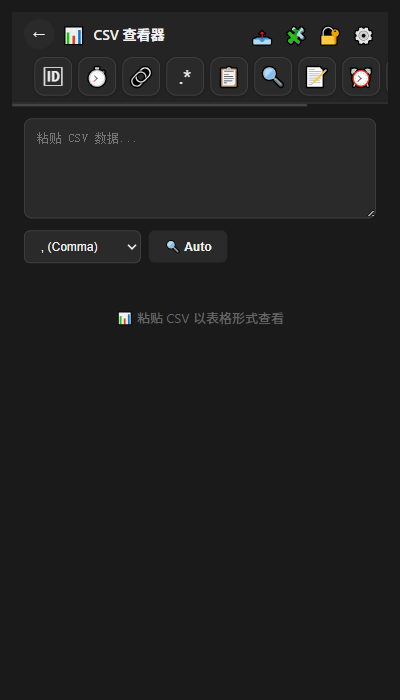 ← 📊 CSV 查看器
🆔 .*
粘贴 CSV 数据...
, (Comma) 🔍 Auto
📊 粘贴 CSV 以表格形式查看